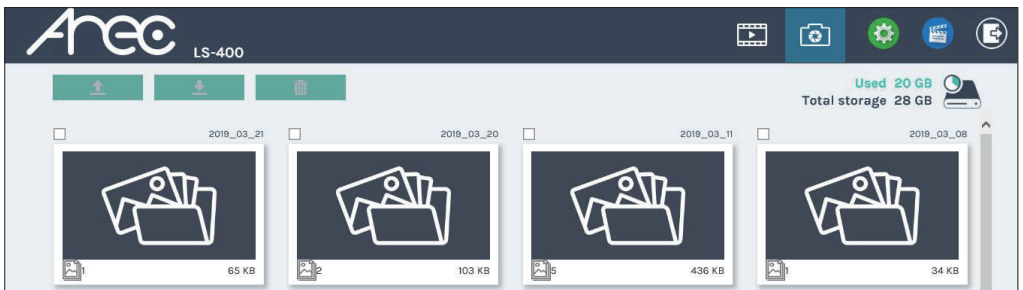 Arec LS-400
Used 20 GB
Total storage 28 GB
2019_03_21
2019_03_20
2019_03_11
2019_03_08
1 65 KB
2 103 KB
5 436 KB
1 34 KB